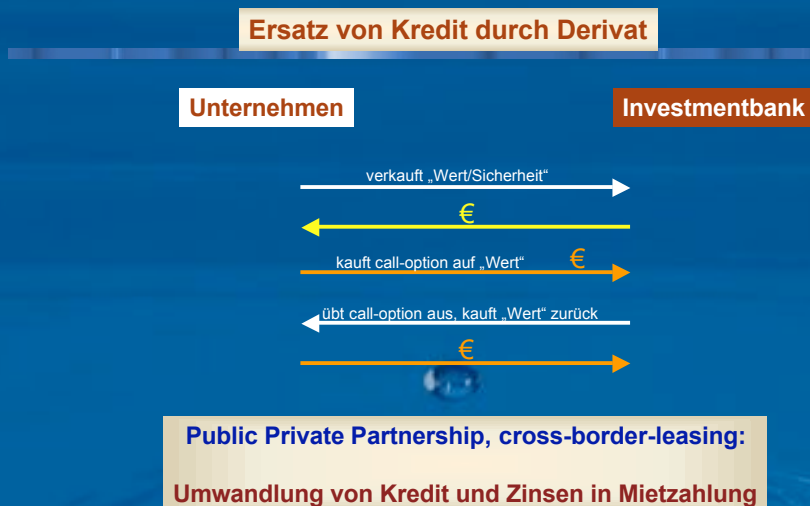 Ersatz von Kredit durch Derivat
Unternehmen
Investmentbank
verkauft „Wert/Sicherheit“
€
kauft call-option auf „Wert“ €
übt call-option aus, kauft „Wert“ zurück
€
Public Private Partnership, cross-border-leasing:
Umwandlung von Kredit und Zinsen in Mietzahlung